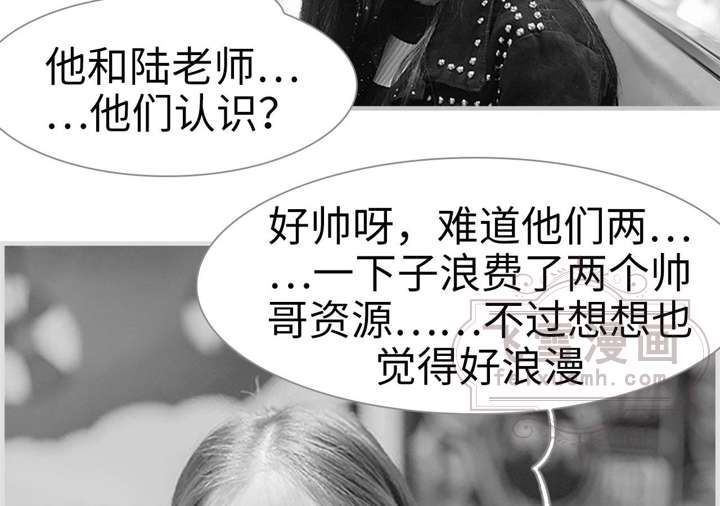 他和陆老师…
…他们认识？
好帅呀，难道他们两…
…一下子浪费了两个帅
哥资源……不过想想也
觉得好浪漫
漫画